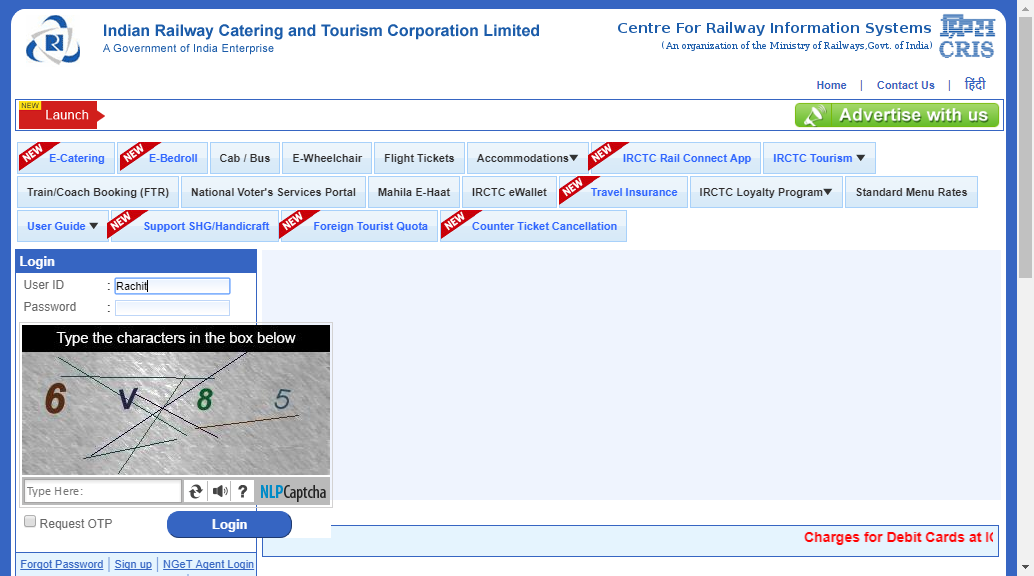 Indian Railway Catering and Tourism Corporation Limited
A Government of India Enterprise
Centre For Railway Information Systems
(An organization of the Ministry of Railways,Govt. of India)
CRIS
Home | Contact Us | हिंदी
NEW
Launch
Advertise with us
NEW E-Catering NEW E-Bedroll Cab / Bus E-Wheelchair Flight Tickets Accommodations▼ NEW IRCTC Rail Connect App IRCTC Tourism ▼
Train/Coach Booking (FTR) National Voter's Services Portal Mahila E-Haat IRCTC eWallet NEW Travel Insurance IRCTC Loyalty Program▼ Standard Menu Rates
User Guide ▼ NEW Support SHG/Handicraft NEW Foreign Tourist Quota NEW Counter Ticket Cancellation
Login
User ID : Rachit
Password :
Type the characters in the box below
6 V 8 5
Type Here: ? NLPCaptcha
Request OTP Login
Charges for Debit Cards at
Forgot Password | Sign up | NGeT Agent Login